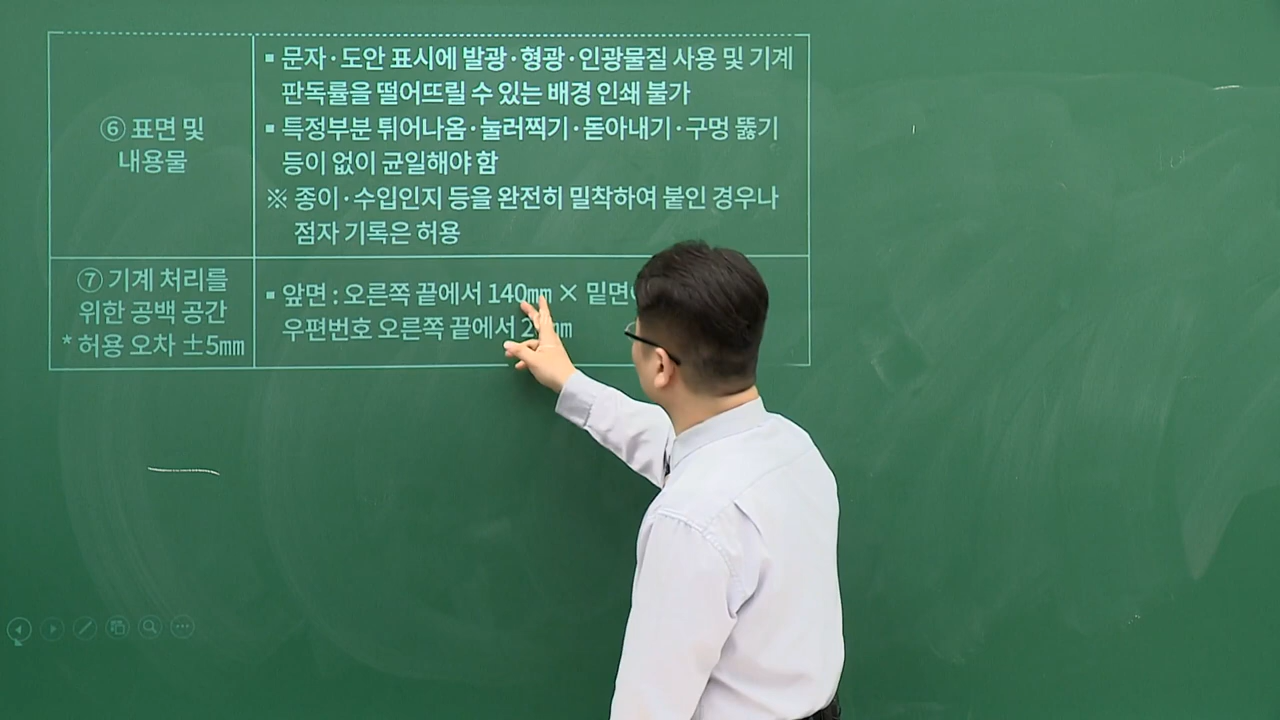 ⑥ 표면 및
내용물
▪ 문자·도안 표시에 발광·형광·인광물질 사용 및 기계
판독률을 떨어뜨릴 수 있는 배경 인쇄 불가
▪ 특정부분 튀어나옴·눌러찍기·돋아내기·구멍 뚫기
등이 없이 균일해야 함
※ 종이·수입인지 등을 완전히 밀착하여 붙인 경우나
점자 기록은 허용
⑦ 기계 처리를
위한 공백 공간
* 허용 오차 ±5㎜
▪ 앞면 : 오른쪽 끝에서 140㎜ × 밑면
우편번호 오른쪽 끝에서